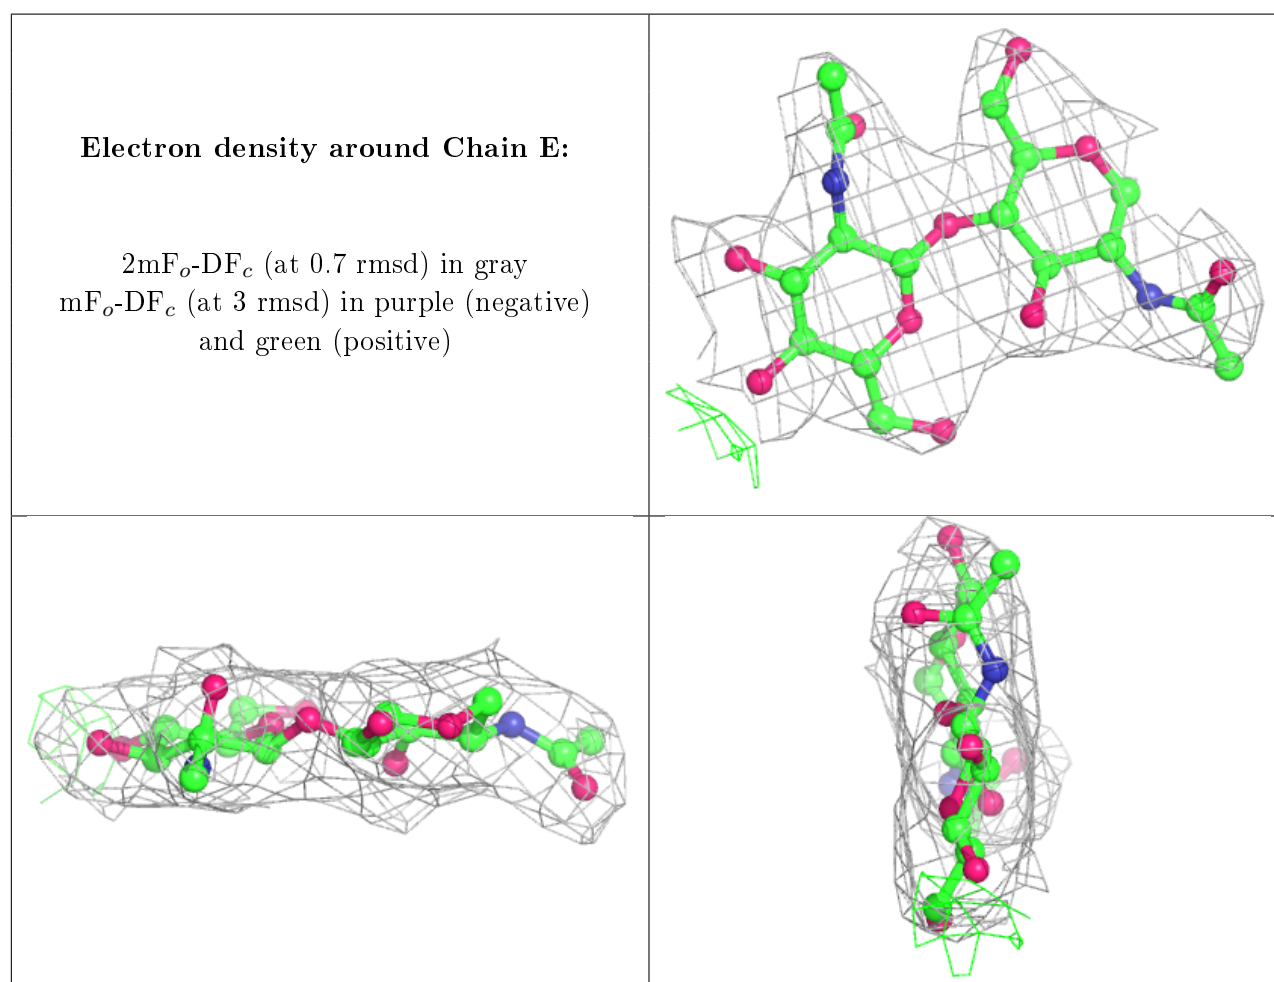 Electron density around Chain E:
2mFo-DFc (at 0.7 rmsd) in gray
mFo-DFc (at 3 rmsd) in purple (negative)
and green (positive)